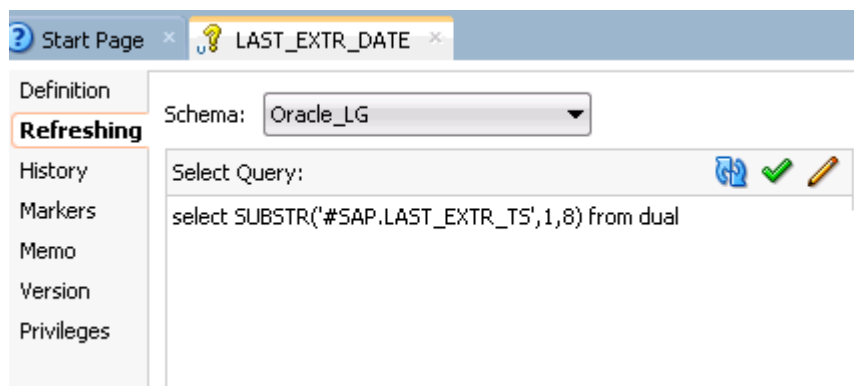 Start Page
LAST_EXTR_DATE
Definition
Refreshing
History
Markers
Memo
Version
Privileges
Schema: Oracle_LG
Select Query:
select SUBSTR('#SAP.LAST_EXTR_TS',1,8) from dual